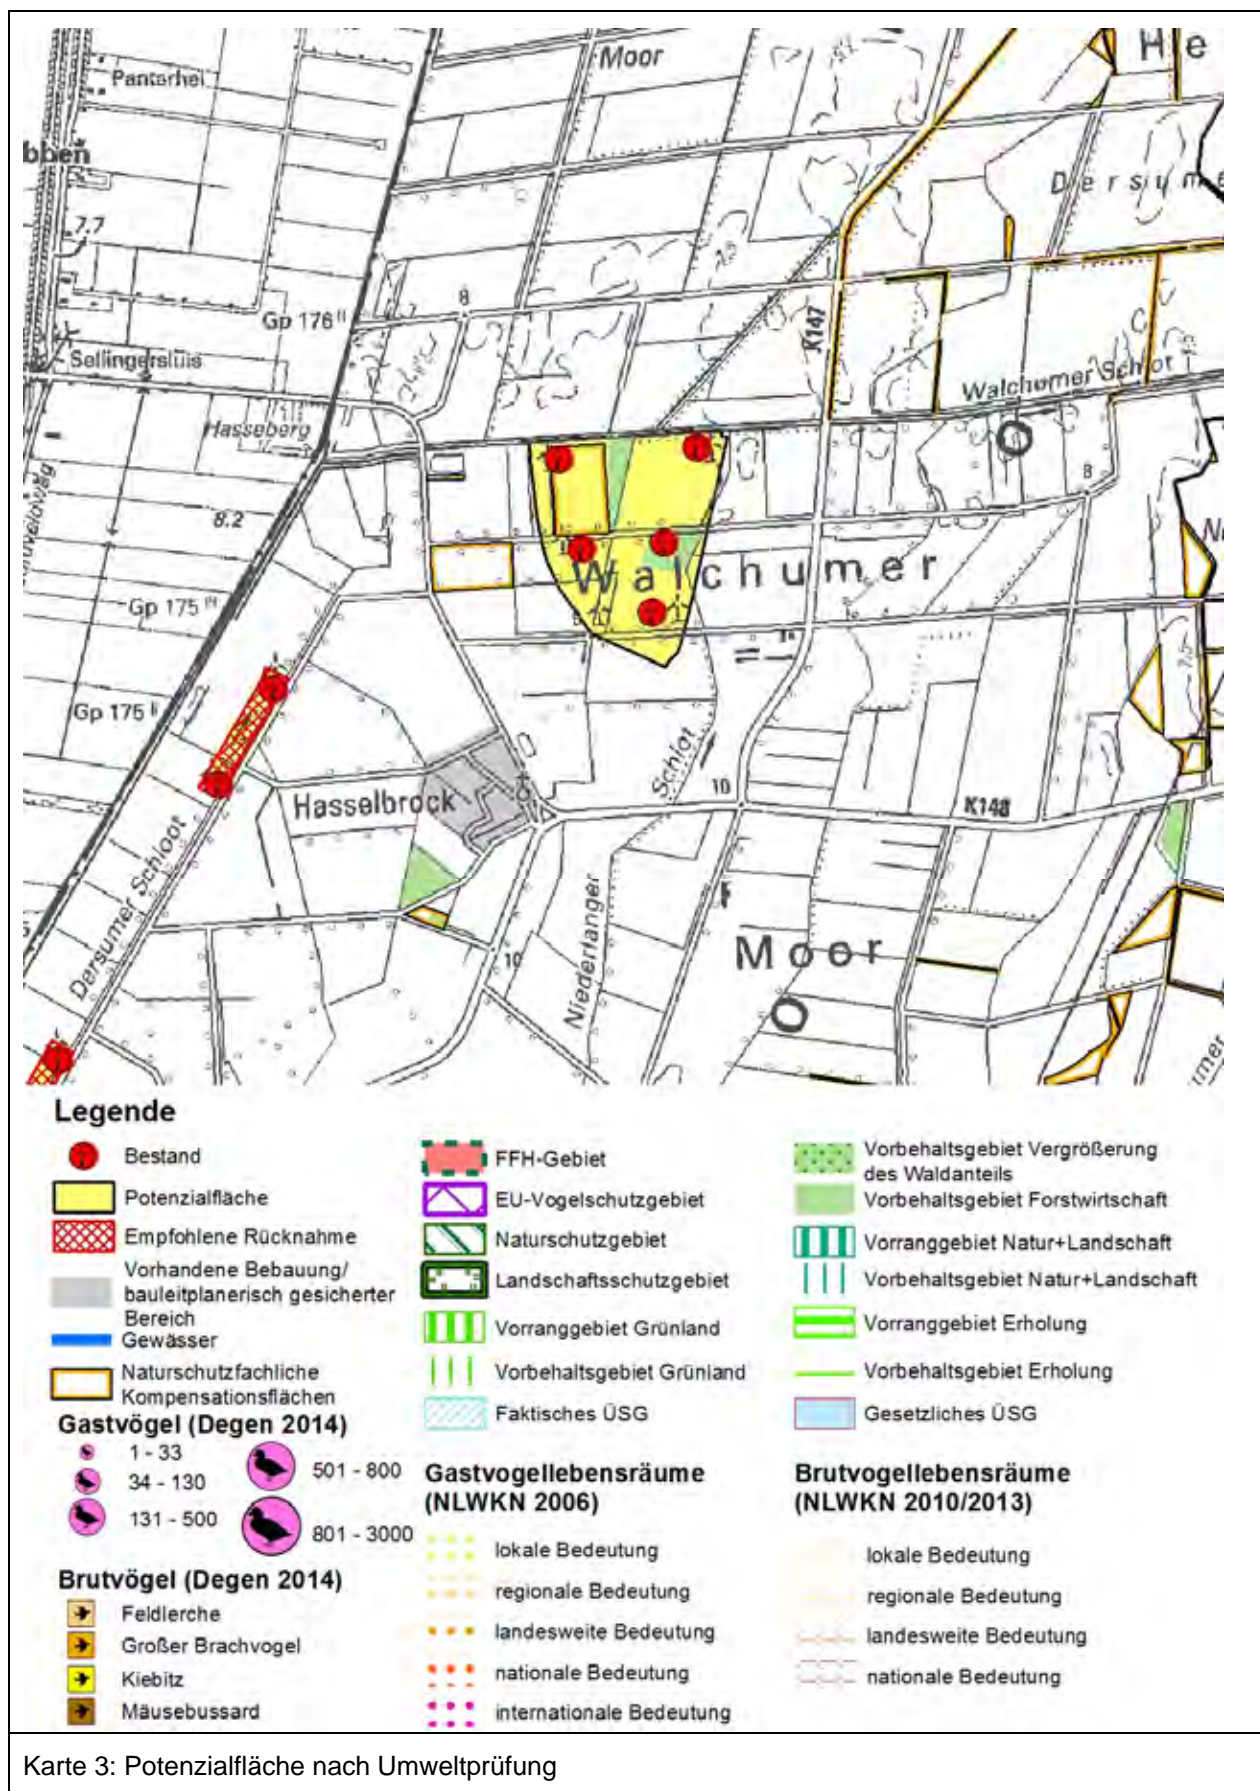 Moor
H e
Pantarhei
bben
D e r s u m e
7.7
8
Gp 176 II
K147
Sellingersluis
Walchumer Schlot
Hasseberg
8
8.2
Walchumer
Gp 175 III
Gp 175 II
Schlot
10
K148
Hasselbrock
Dersumer Schloot
Niederlanger
Moor
10
Legende
Bestand
Potenzialfläche
Empfohlene Rücknahme
Vorhandene Bebauung/
bauleitplanerisch gesicherter
Bereich
Gewässer
Naturschutzfachliche
Kompensationsflächen
Gastvögel (Degen 2014)
1 - 33
34 - 130
131 - 500
501 - 800
801 - 3000
Brutvögel (Degen 2014)
Feldlerche
Großer Brachvogel
Kiebitz
Mäusebussard
FFH-Gebiet
EU-Vogelschutzgebiet
Naturschutzgebiet
Landschaftsschutzgebiet
Vorranggebiet Grünland
Vorbehaltsgebiet Grünland
Faktisches ÜSG
Gastvogellebensräume
(NLWKN 2006)
lokale Bedeutung
regionale Bedeutung
landesweite Bedeutung
nationale Bedeutung
internationale Bedeutung
Vorbehaltsgebiet Vergrößerung
des Waldanteils
Vorbehaltsgebiet Forstwirtschaft
Vorranggebiet Natur+Landschaft
Vorbehaltsgebiet Natur+Landschaft
Vorranggebiet Erholung
Vorbehaltsgebiet Erholung
Gesetzliches ÜSG
Brutvogellebensräume
(NLWKN 2010/2013)
lokale Bedeutung
regionale Bedeutung
landesweite Bedeutung
nationale Bedeutung
Karte 3: Potenzialfläche nach Umweltprüfung